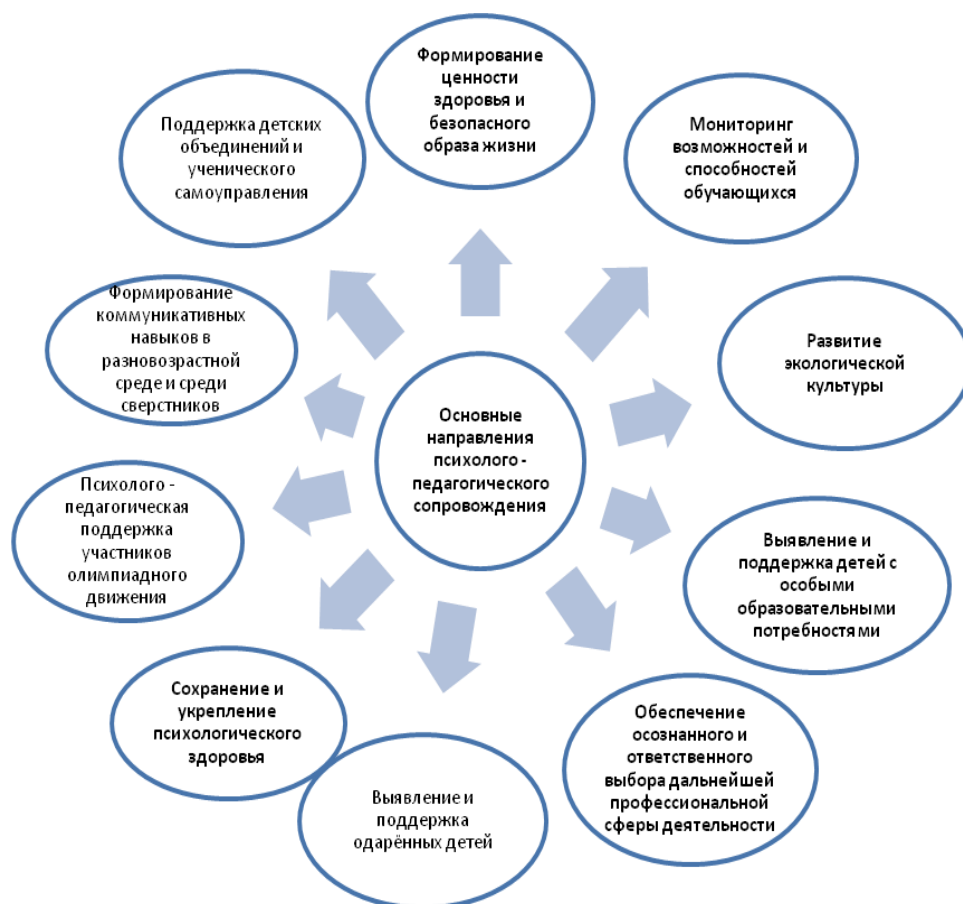 Формирование
ценности
здоровья и
безопасного
образа жизни
Мониторинг
возможностей и
способностей
обучающихся
Развитие
экологической
культуры
Выявление и
поддержка детей с
особыми
образовательными
потребностями
Обеспечение
осознанного и
ответственного
выбора дальнейшей
профессиональной
сферы деятельности
Выявление и
поддержка
одарённых детей
Сохранение и
укрепление
психологического
здоровья
Психолого -
педагогическая
поддержка
участников
олимпиадного
движения
Формирование
коммуникативных
навыков в
разновозрастной
среде и среди
сверстников
Поддержка детских
объединений и
ученического
самоуправления
Основные
направления
психолого -
педагогического
сопровождения